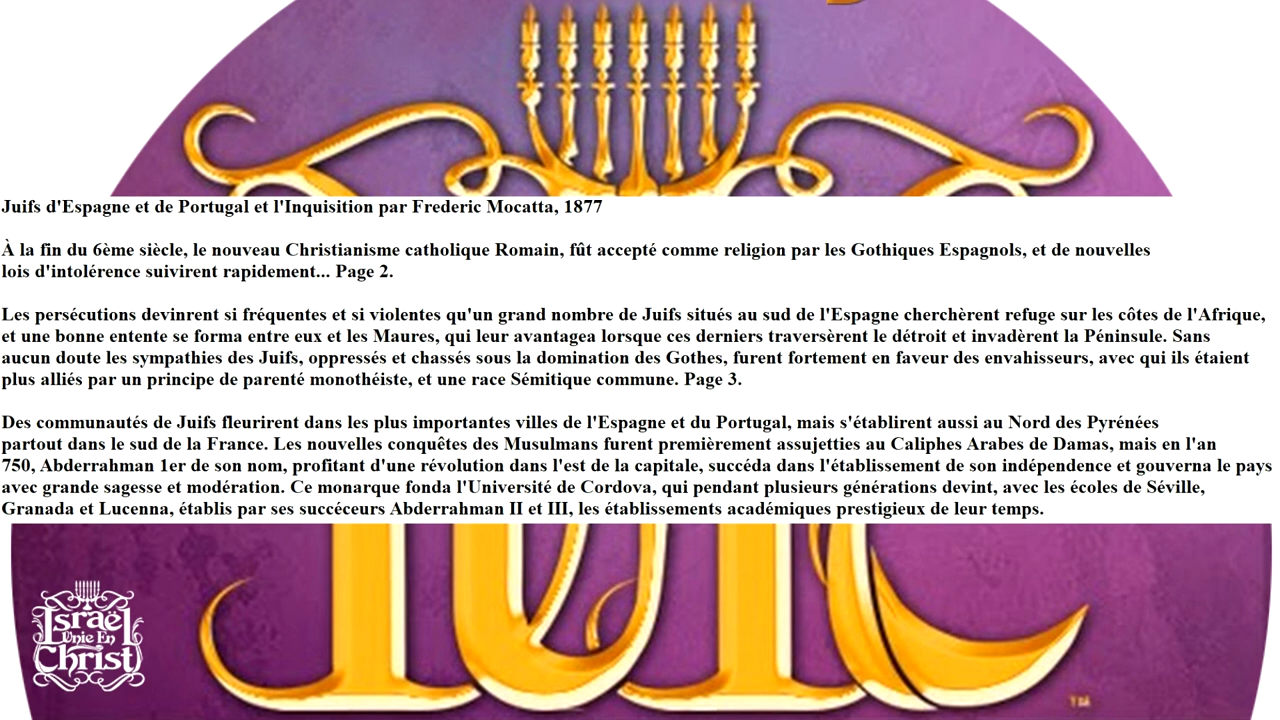 Juifs d'Espagne et de Portugal et l'Inquisition par Frederic Mocatta, 1877
À la fin du 6ème siècle, le nouveau Christianisme catholique Romain, fût accepté comme religion par les Gothiques Espagnols, et de nouvelles
lois d'intolérence suivirent rapidement... Page 2.
Les persécutions devinrent si fréquentes et si violentes qu'un grand nombre de Juifs situés au sud de l'Espagne cherchèrent refuge sur les côtes de l'Afrique,
et une bonne entente se forma entre eux et les Maures, qui leur avantagea lorsque ces derniers traversèrent le détroit et invadèrent la Péninsule. Sans
aucun doute les sympathies des Juifs, oppressés et chassés sous la domination des Gothes, furent fortement en faveur des envahisseurs, avec qui ils étaient
plus alliés par un principe de parenté monothéiste, et une race Sémitique commune. Page 3.
Des communautés de Juifs fleurirent dans les plus importantes villes de l'Espagne et du Portugal, mais s'établirent aussi au Nord des Pyrénées
partout dans le sud de la France. Les nouvelles conquêtes des Musulmans furent premièrement assujetties au Caliphes Arabes de Damas, mais en l'an
750, Abderrahman 1er de son nom, profitant d'une révolution dans l'est de la capitale, succéda dans l'établissement de son indépendence et gouverna le pays
avec grande sagesse et modération. Ce monarque fonda l'Université de Cordova, qui pendant plusieurs générations devint, avec les écoles de Séville,
Granada et Lucenna, établis par ses succéceurs Abderrahman II et III, les établissements académiques prestigieux de leur temps.
Israël
Unie En
Christ
IUIC
TM